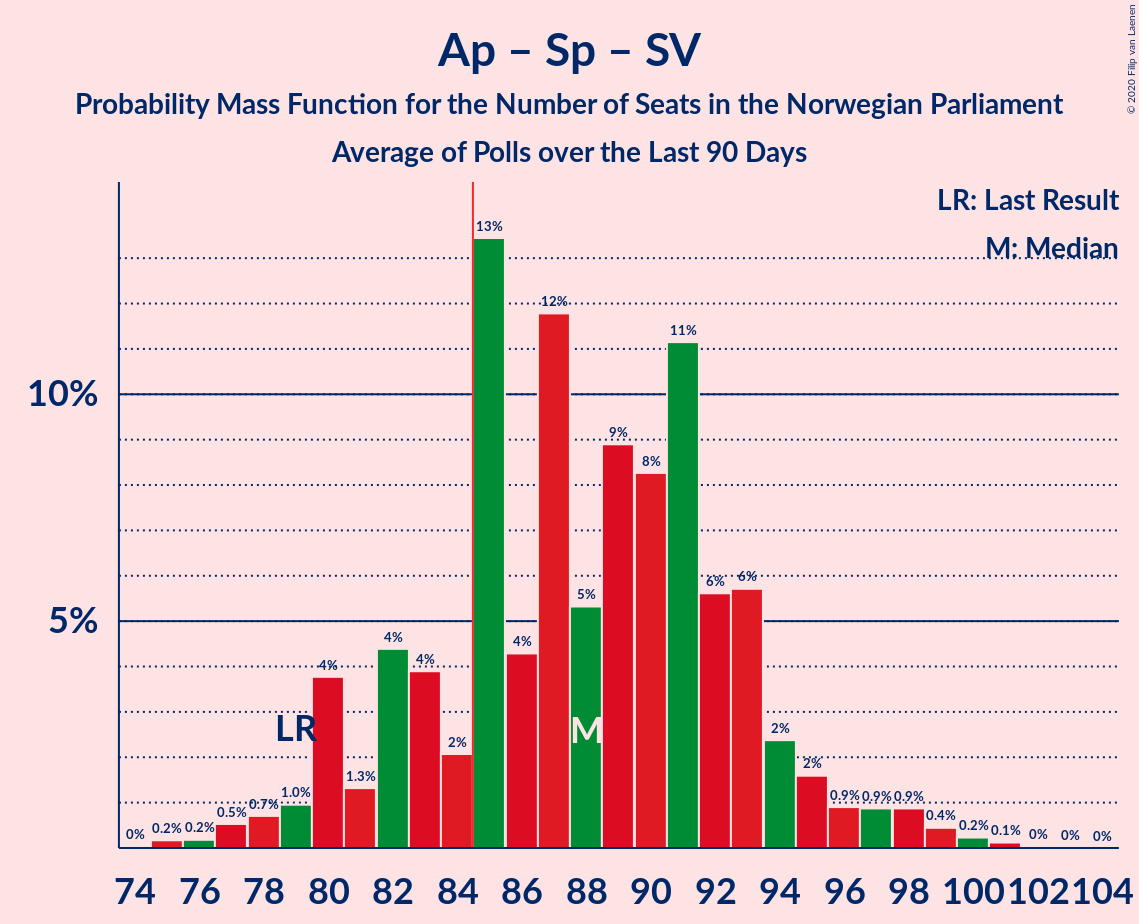 © 2020 Filip van Laenen
Ap – Sp – SV
Probability Mass Function for the Number of Seats in the Norwegian Parliament
Average of Polls over the Last 90 Days
LR: Last Result
M: Median
10%
5%
0% 0.2% 0.2% 0.5% 0.7% 1.0% 4% 1.3% 4% 4% 2% 13% 4% 12% 5% 9% 8% 11% 6% 6% 2% 2% 0.9% 0.9% 0.9% 0.4% 0.2% 0.1% 0% 0% 0%
LR M
74 76 78 80 82 84 86 88 90 92 94 96 98 100 102 104